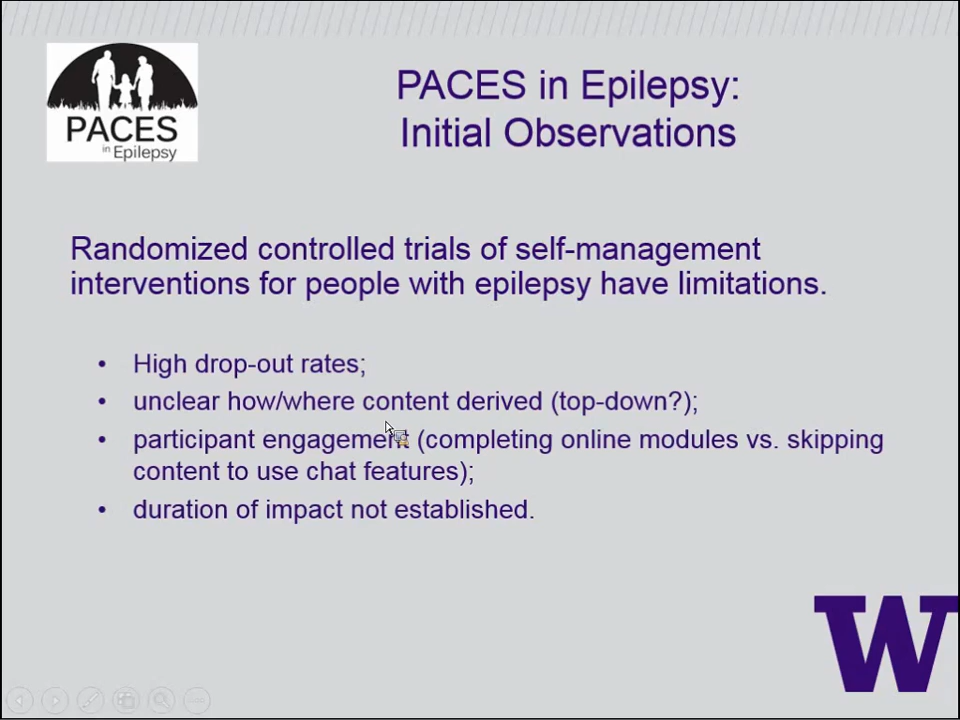 PACES
in Epilepsy
PACES in Epilepsy:
Initial Observations
Randomized controlled trials of self-management
interventions for people with epilepsy have limitations.
• High drop-out rates;
• unclear how/where content derived (top-down?);
• participant engagement (completing online modules vs. skipping
content to use chat features);
• duration of impact not established.
W